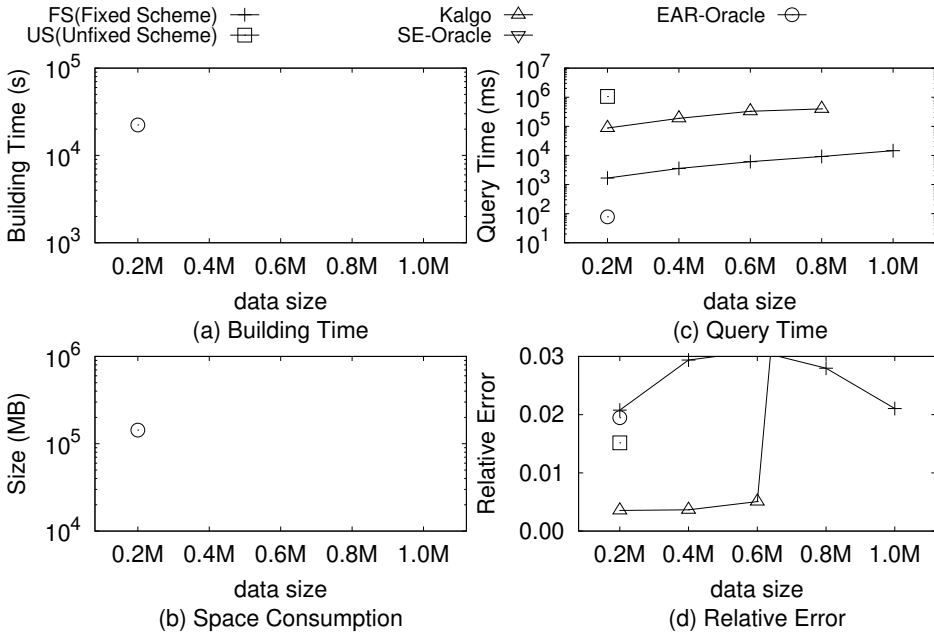 FS(Fixed Scheme)
US(Unfixed Scheme)
Kalgo
SE-Oracle
EAR-Oracle
Building Time (s)
10^5
10^4
10^3
0.2M 0.4M 0.6M 0.8M 1.0M
data size
(a) Building Time
Query Time (ms)
10^7
10^6
10^5
10^4
10^3
10^2
10^1
0.2M 0.4M 0.6M 0.8M 1.0M
data size
(c) Query Time
Size (MB)
10^6
10^5
10^4
0.2M 0.4M 0.6M 0.8M 1.0M
data size
(b) Space Consumption
Relative Error
0.03
0.02
0.01
0.00
0.2M 0.4M 0.6M 0.8M 1.0M
data size
(d) Relative Error